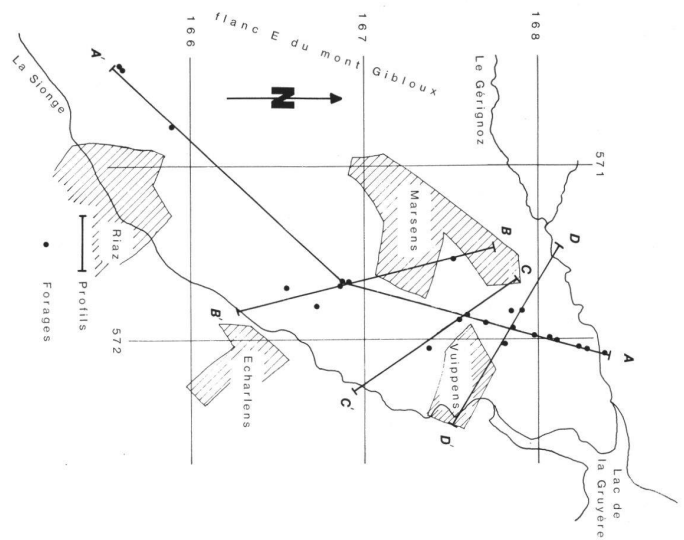 flanc E du mont Gibloux
166
167
168
Le Gérignoz
La Sionge
A'
N
571
Marsens
B
C
D
Riaz
Profils
Forages
B'
572
Echarlens
Vuippens
A
C'
D'
Lac de
la Gruyère